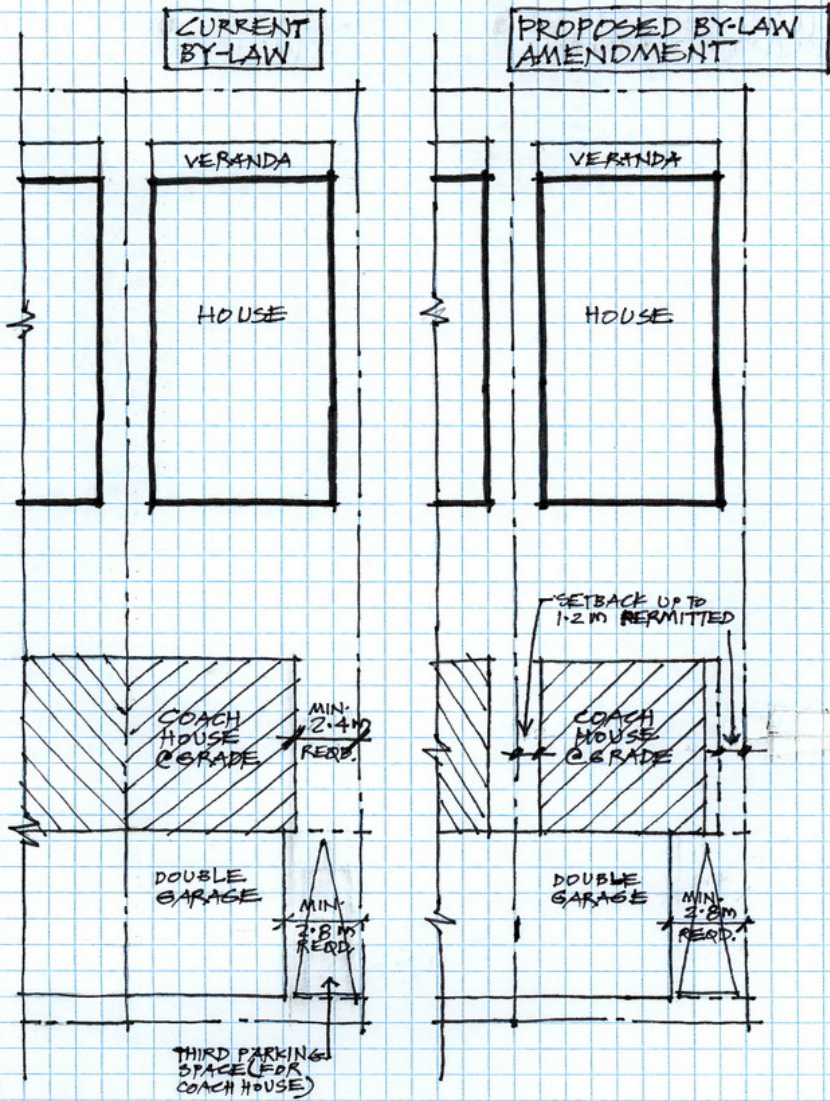 CURRENT
BY-LAW
PROPOSED BY-LAW
AMENDMENT
VERANDA
VERANDA
HOUSE
HOUSE
SETBACK UP TO
1.2 M PERMITTED
COACH
HOUSE
@ GRADE
MIN.
2.4 M
REQD.
COACH
HOUSE
@ GRADE
DOUBLE
GARAGE
MIN.
2.8 M
REQD.
DOUBLE
GARAGE
MIN.
2.8 M
REQD.
THIRD PARKING
SPACE (FOR
COACH HOUSE)